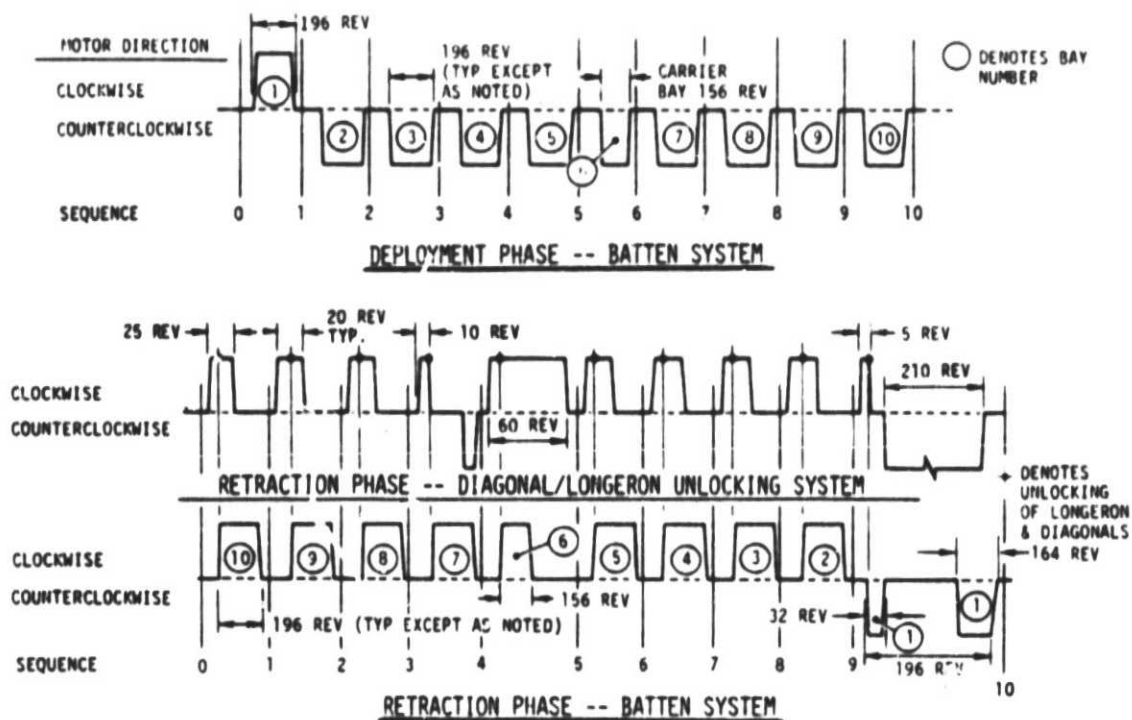 196 REV
MOTOR DIRECTION
196 REV
(TYP EXCEPT
AS NOTED)
CARRIER
BAY 156 REV
DENOTES BAY
NUMBER
CLOCKWISE
COUNTERCLOCKWISE
1
2 3 4 5 7 8 9 10
SEQUENCE 0 1 2 3 4 5 6 7 8 9 10
DEPLOYMENT PHASE -- BATTEN SYSTEM
25 REV
20 REV
TYP.
10 REV
5 REV
210 REV
CLOCKWISE
COUNTERCLOCKWISE
60 REV
RETRACTION PHASE -- DIAGONAL/LONGERON UNLOCKING SYSTEM
DENOTES
UNLOCKING
OF LONGERON
& DIAGONALS
164 REV
CLOCKWISE
COUNTERCLOCKWISE
10 9 8 7 6 5 4 3 2
1 1
156 REV
32 REV
196 REV (TYP EXCEPT AS NOTED)
196 REV
SEQUENCE 0 1 2 3 4 5 6 7 8 9 10
RETRACTION PHASE -- BATTEN SYSTEM